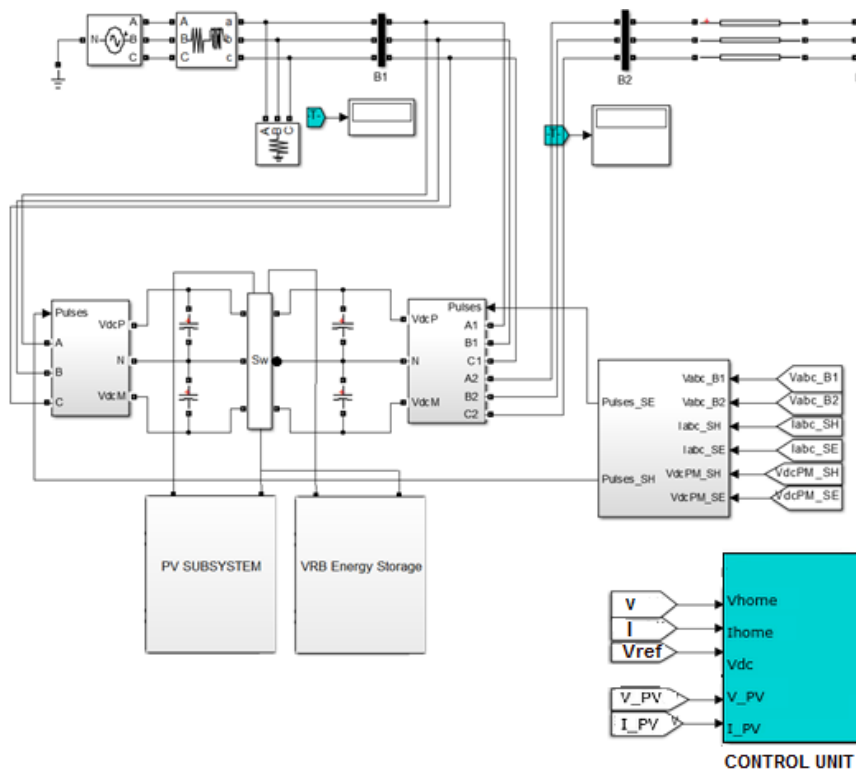 A A a
N B B b
C C c
B1
B2
A B C
-T-
-T-
Pulses
A
B
C
VdcP
N
VdcM
Sw
VdcP
N
VdcM
Pulses
A1
B1
C1
A2
B2
C2
Pulses_SE
Pulses_SH
Vabc_B1
Vabc_B2
Iabc_SH
Iabc_SE
VdcPM_SH
VdcPM_SE
Vabc_B1
Vabc_B2
Iabc_SH
Iabc_SE
VdcPM_SH
VdcPM_SE
PV SUBSYSTEM
VRB Energy Storage
V
I
Vref
V_PV
I_PV
Vhome
Ihome
Vdc
V_PV
I_PV
CONTROL UNIT